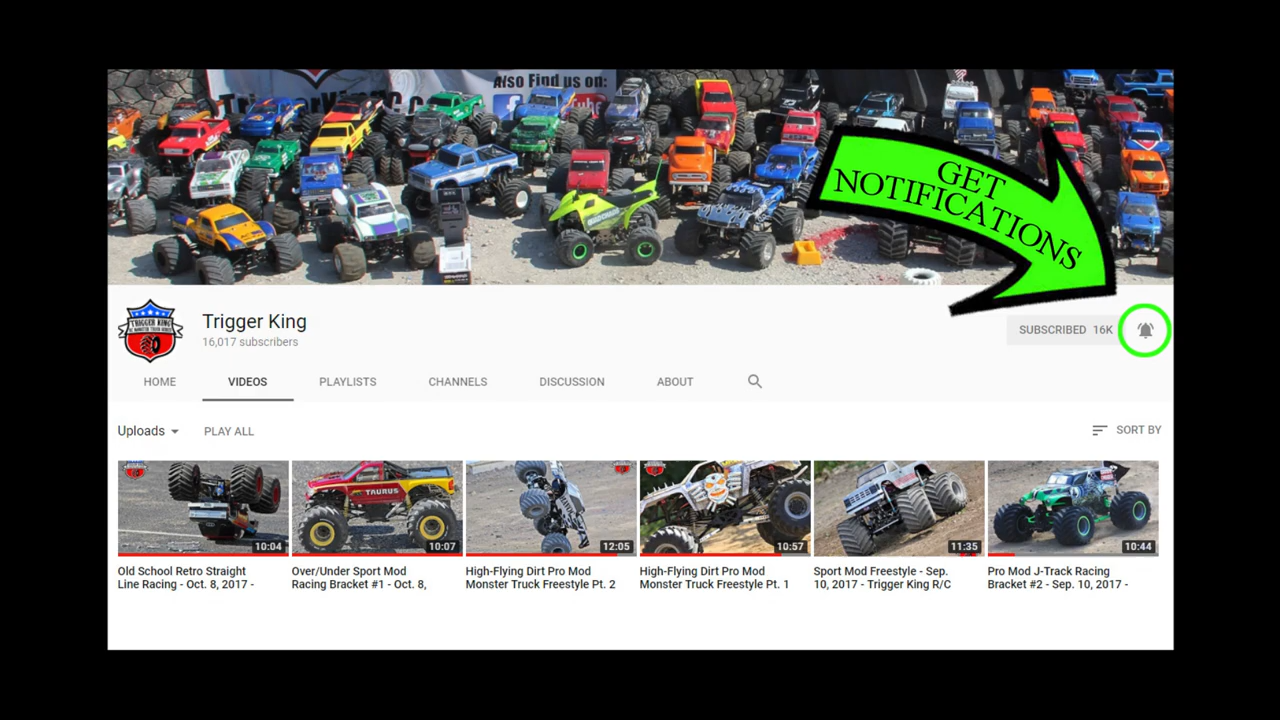 Also Find us on:
GET
NOTIFICATIONS
TRIGGER KING
Trigger King
16,017 subscribers
SUBSCRIBED 16K
HOME VIDEOS PLAYLISTS CHANNELS DISCUSSION ABOUT
Uploads PLAY ALL SORT BY
TAURUS
10:04 10:07 12:05 10:57 11:35 10:44
Old School Retro Straight
Line Racing - Oct. 8, 2017 -
Over/Under Sport Mod
Racing Bracket #1 - Oct. 8,
High-Flying Dirt Pro Mod
Monster Truck Freestyle Pt. 2
High-Flying Dirt Pro Mod
Monster Truck Freestyle Pt. 1
Sport Mod Freestyle - Sep.
10, 2017 - Trigger King R/C
Pro Mod J-Track Racing
Bracket #2 - Sep. 10, 2017 -